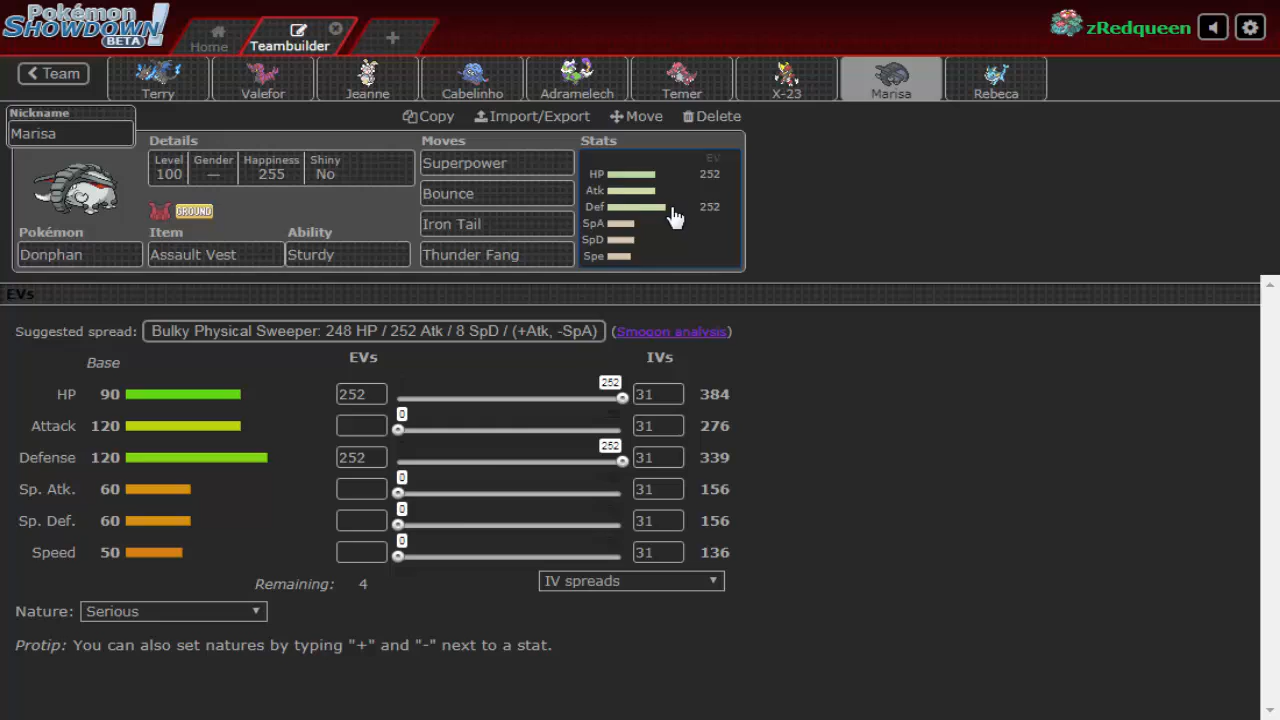 Pokémon
SHOWDOWN!
BETA
Home
Teambuilder
+
zRedqueen
Team
Terry
Valefor
Jeanne
Cabelinho
Adramelech
Temer
X-23
Marisa
Rebeca
Nickname
Marisa
Copy Import/Export Move Delete
Details
Level
100
Gender
—
Happiness
255
Shiny
No
GROUND
Pokémon
Donphan
Item
Assault Vest
Ability
Sturdy
Moves
Superpower
Bounce
Iron Tail
Thunder Fang
Stats
EV
HP 252
Atk
Def 252
SpA
SpD
Spe
EVs
Suggested spread: Bulky Physical Sweeper: 248 HP / 252 Atk / 8 SpD / (+Atk, -SpA) (Smogon analysis)
Base EVs IVs
HP 90 252 252 31 384
Attack 120 0 31 276
Defense 120 252 252 31 339
Sp. Atk. 60 0 31 156
Sp. Def. 60 0 31 156
Speed 50 0 31 136
Remaining: 4 IV spreads
Nature: Serious
Protip: You can also set natures by typing "+" and "-" next to a stat.